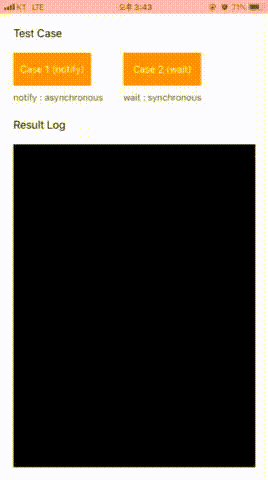 KT LTE 오후 3:43 71%
Test Case
Case 1 (notify) Case 2 (wait)
notify : asynchronous wait : synchronous
Result Log